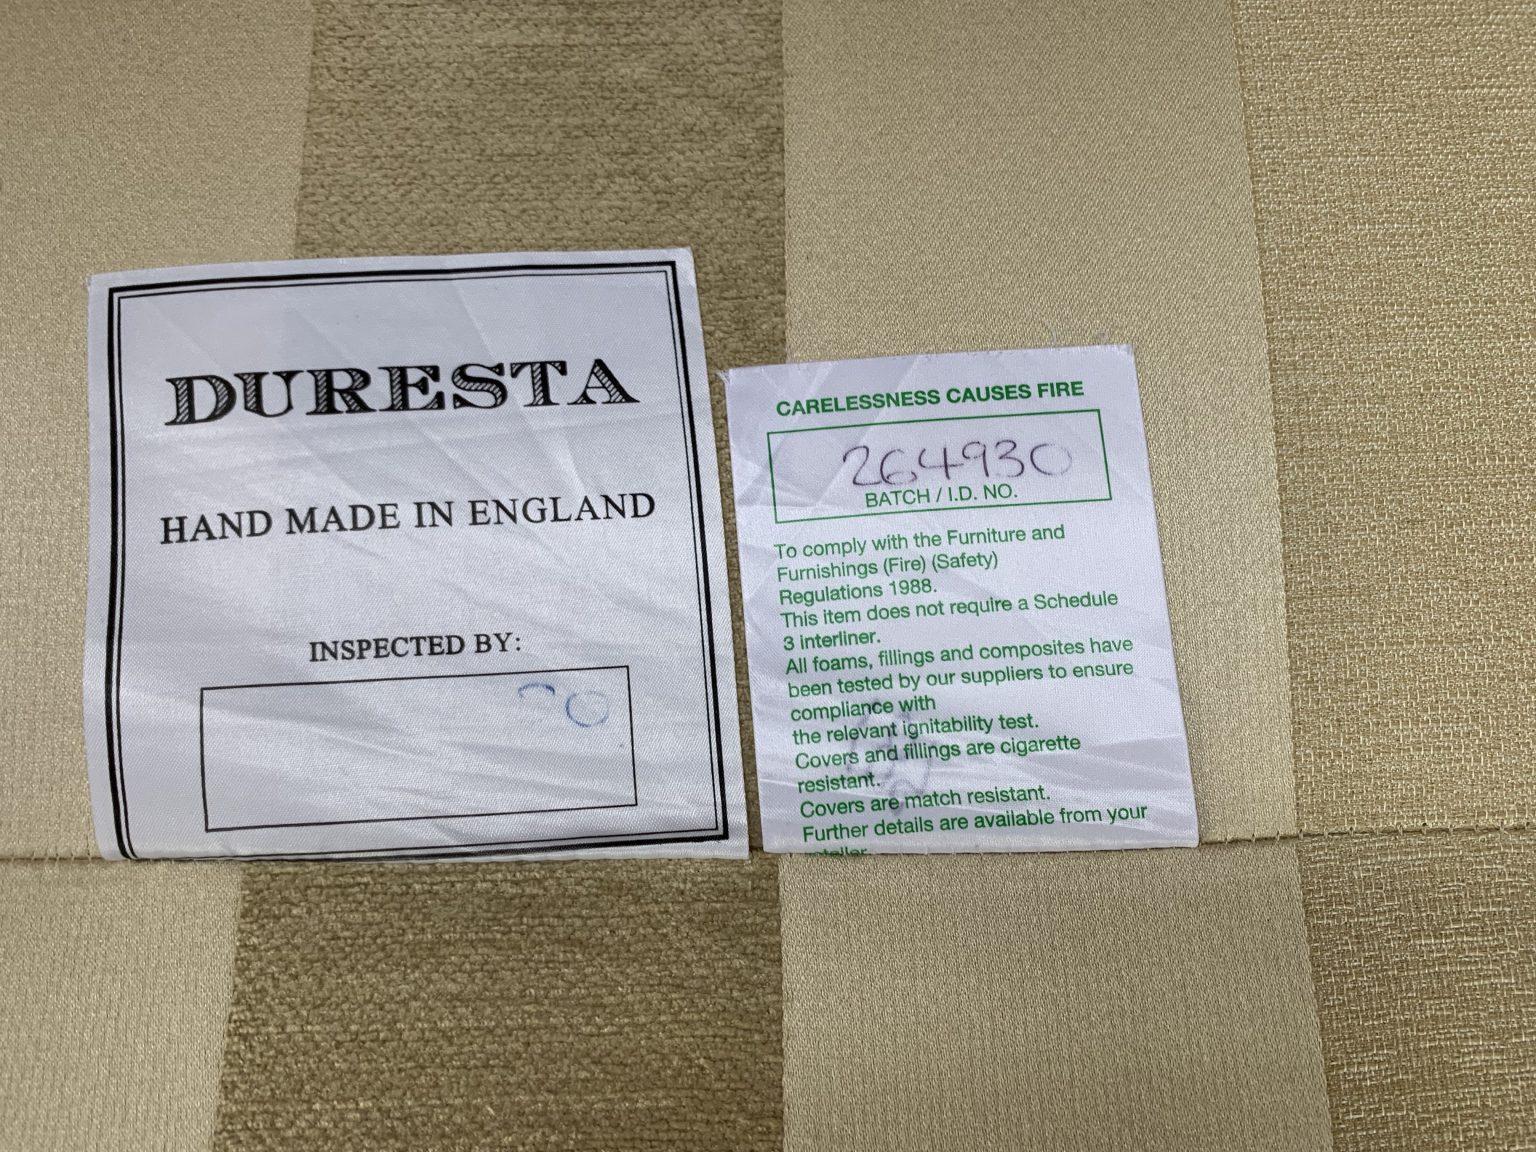 DURESTA
HAND MADE IN ENGLAND
INSPECTED BY:
CARELESSNESS CAUSES FIRE
264930
BATCH / I.D. NO.
To comply with the Furniture and
Furnishings (Fire) (Safety)
Regulations 1988.
This item does not require a Schedule
3 interliner.
All foams, fillings and composites have
been tested by our suppliers to ensure
compliance with
the relevant ignitability test.
Covers and fillings are cigarette
resistant.
Covers are match resistant.
Further details are available from your